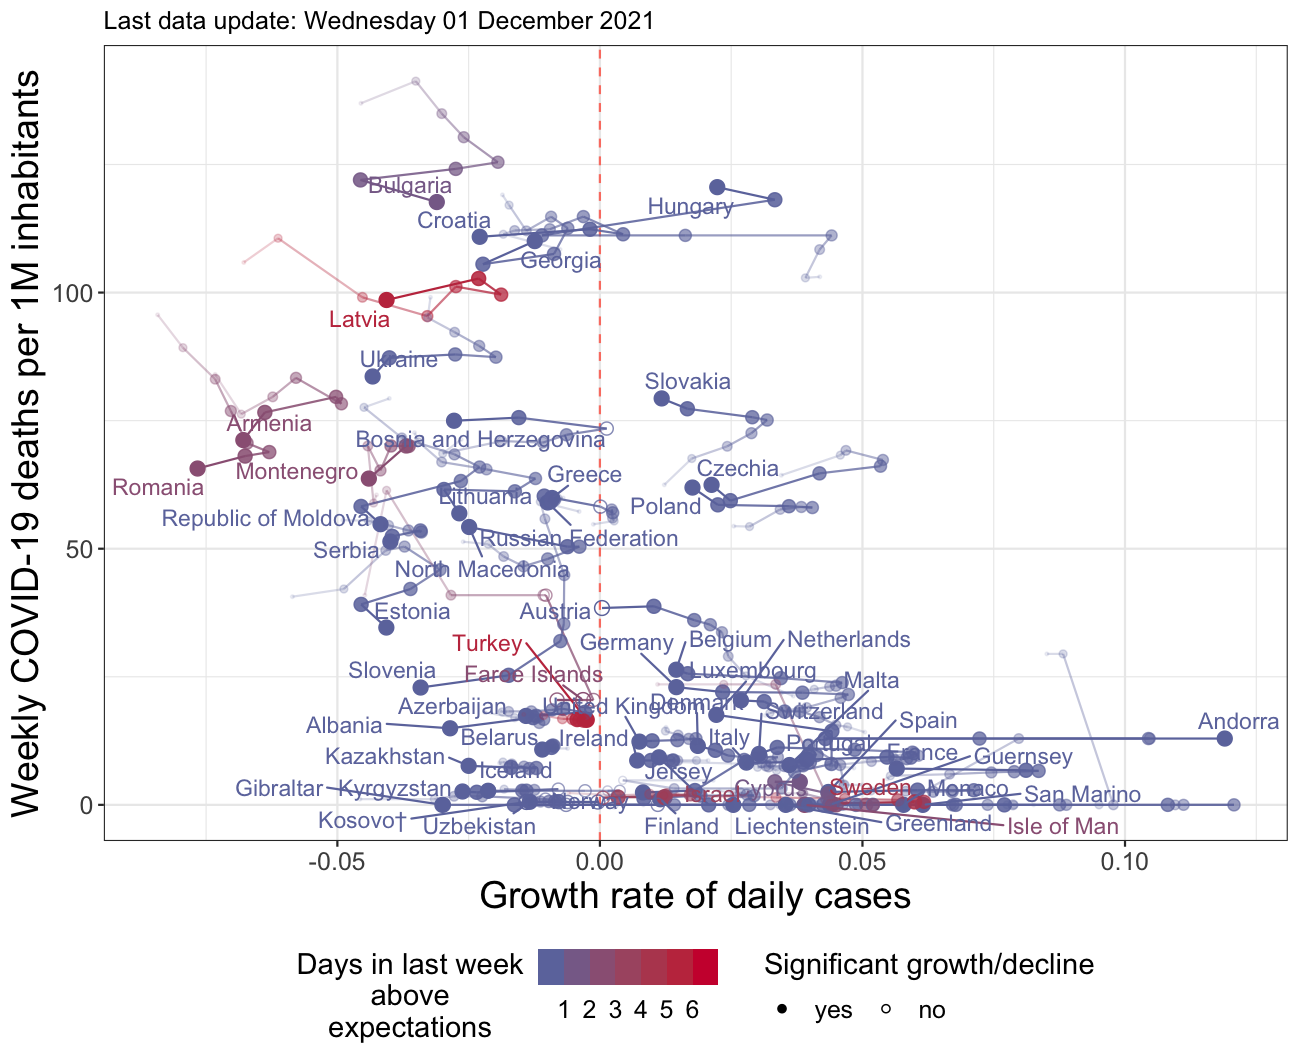 Last data update: Wednesday 01 December 2021
Weekly COVID-19 deaths per 1M inhabitants
100
50
0
Bulgaria
Croatia
Hungary
Georgia
Latvia
Ukraine
Slovakia
Armenia
Bosnia and Herzegovina
Montenegro
Greece
Czechia
Romania
Lithuania
Poland
Republic of Moldova
Russian Federation
Serbia
North Macedonia
Estonia
Austria
Turkey
Germany
Belgium
Netherlands
Slovenia
Faroe Islands
Luxembourg
Malta
Azerbaijan
United Kingdom
Denmark
Switzerland
Albania
Spain
Andorra
Belarus
Ireland
Italy
Portugal
France
Kazakhstan
Guernsey
Iceland
Jersey
Gibraltar
Kyrgyzstan
Norway
Israel
Cyprus
Sweden
Monaco
San Marino
Kosovo†
Uzbekistan
Finland
Liechtenstein
Greenland
Isle of Man
-0.05
0.00
0.05
0.10
Growth rate of daily cases
Days in last week
above
expectations
1 2 3 4 5 6
Significant growth/decline
yes
no